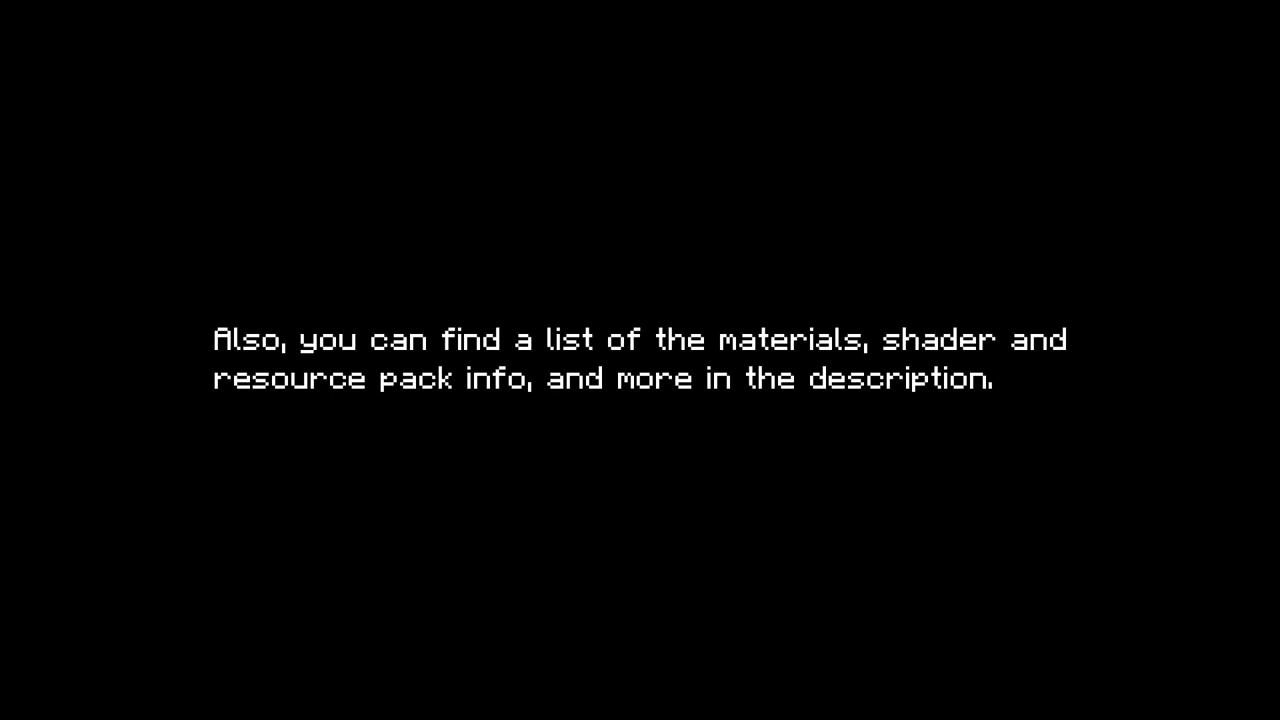 Also, you can find a list of the materials, shader and
resource pack info, and more in the description.